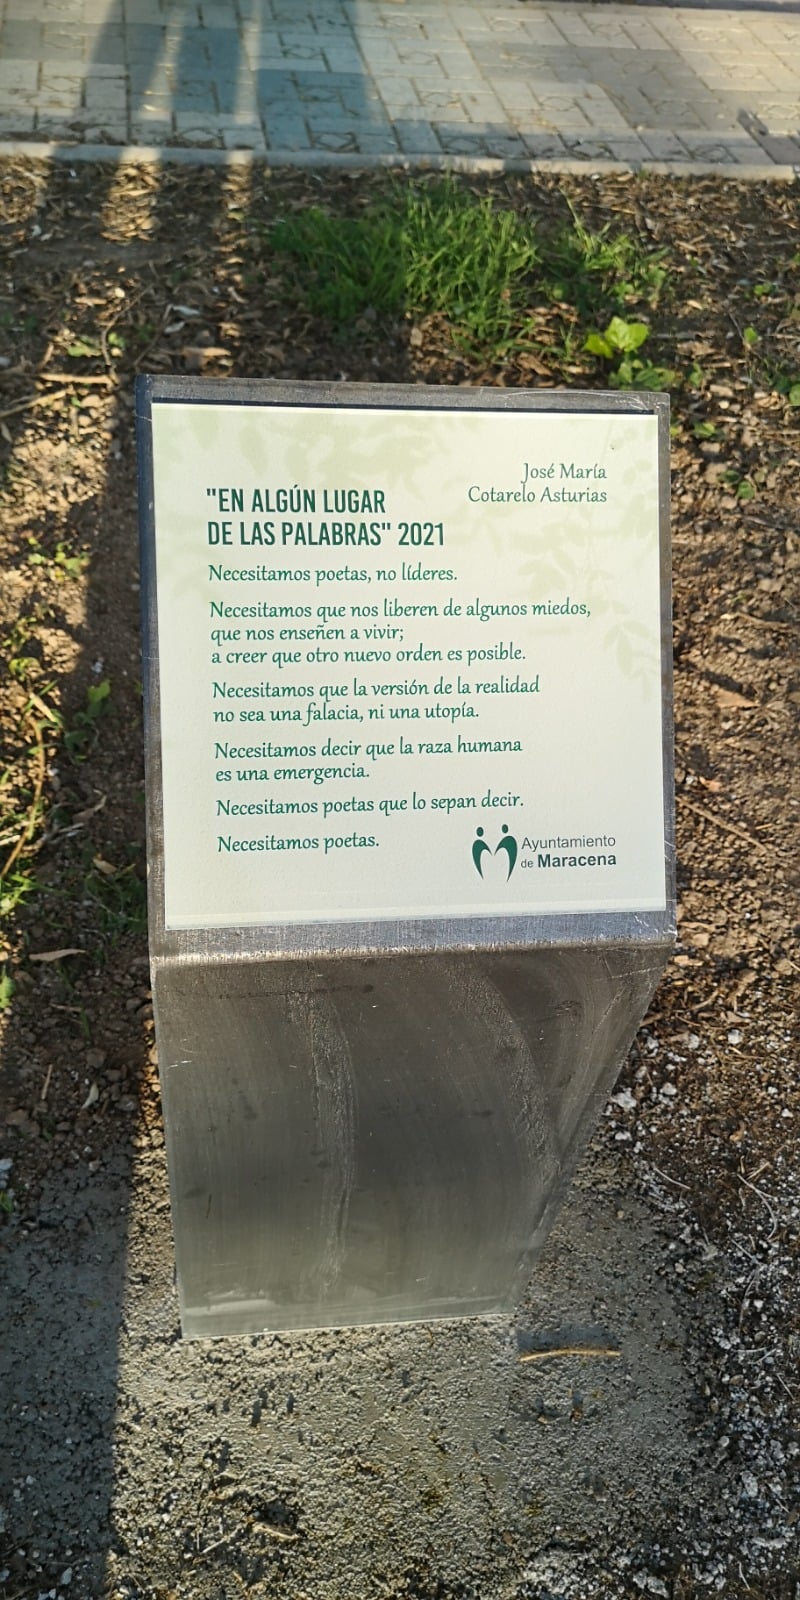 José María
Cotarelo Asturias
"EN ALGÚN LUGAR
DE LAS PALABRAS" 2021
Necesitamos poetas, no líderes.
Necesitamos que nos liberen de algunos miedos,
que nos enseñen a vivir;
a creer que otro nuevo orden es posible.
Necesitamos que la versión de la realidad
no sea una falacia, ni una utopía.
Necesitamos decir que la raza humana
es una emergencia.
Necesitamos poetas que lo sepan decir.
Necesitamos poetas.
Ayuntamiento
de Maracena